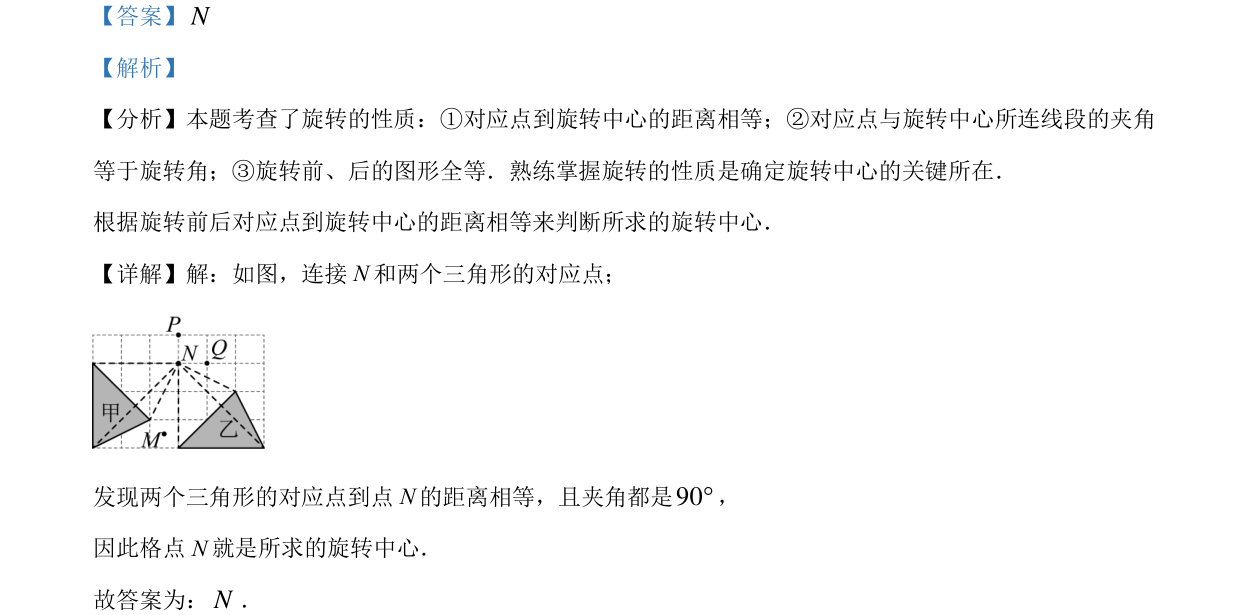 【答案】N
【解析】
【分析】本题考查了旋转的性质：①对应点到旋转中心的距离相等；②对应点与旋转中心所连线段的夹角
等于旋转角；③旋转前、后的图形全等．熟练掌握旋转的性质是确定旋转中心的关键所在．
根据旋转前后对应点到旋转中心的距离相等来判断所求的旋转中心．
【详解】解：如图，连接 N 和两个三角形的对应点；
P
N Q
甲
乙
M
发现两个三角形的对应点到点 N 的距离相等，且夹角都是90°，
因此格点 N 就是所求的旋转中心．
故答案为：N．